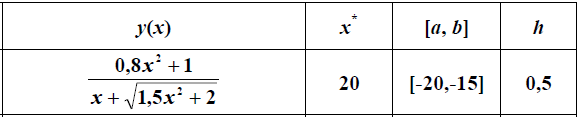 y(x) x* [a, b] h
0,8x² +1
x + √1,5x² + 2
20 [-20,-15] 0,5